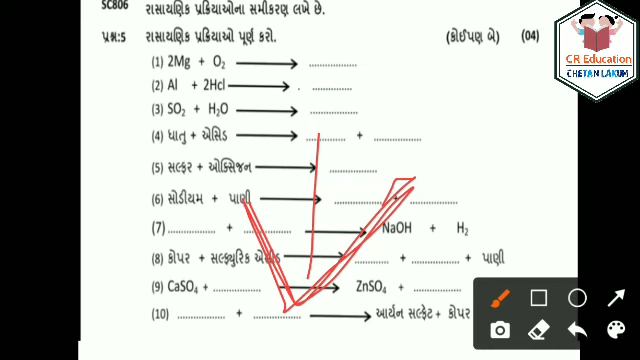 SC806 રાસાયણિક પ્રક્રિયાઓના સમીકરણ લખે છે.
પ્રશ્ન:5 રાસાયણિક પ્રક્રિયાઓ પૂર્ણ કરો. (કોઈપણ બે) (04)
(1) 2Mg + O₂ ⟶ ................
(2) Al + 2Hcl ⟶ . .............
(3) SO₂ + H₂O ⟶ ................
(4) ધાતુ + એસિડ ⟶ ............. + ................
(5) સલ્ફર + ઓક્સિજન ⟶ ................
(6) સોડીયમ + પાણી ⟶ ................ + ................
(7) ................ + ................ ⟶ NaOH + H₂
(8) કોપર + સલ્ફ્યુરિક એસીડ ⟶ ............ + ................ + પાણી
(9) CaSO₄ + ................ ⟶ ZnSO₄ + ................
(10) ................ + ................ ⟶ આર્યન સલ્ફેટ + કોપર
CR Education
CHETAN LAKUM